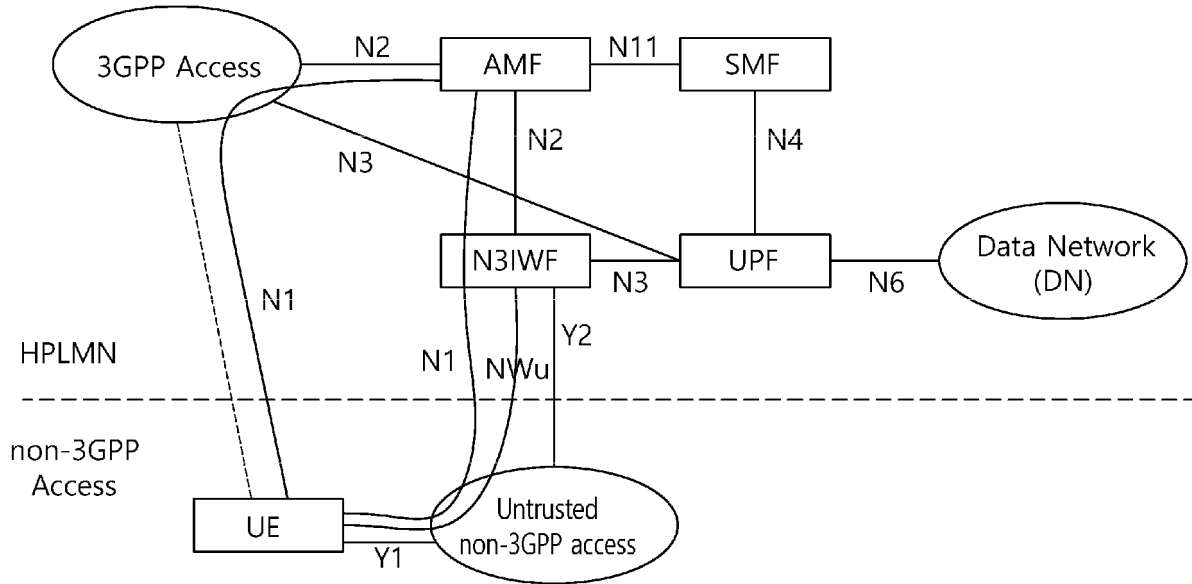 3GPP Access
N2
AMF
N11
SMF
N3
N2
N4
N1
N3IWF
N3
UPF
N6
Data Network
(DN)
HPLMN
N1
NWu
Y2
non-3GPP
Access
UE
Y1
Untrusted
non-3GPP access